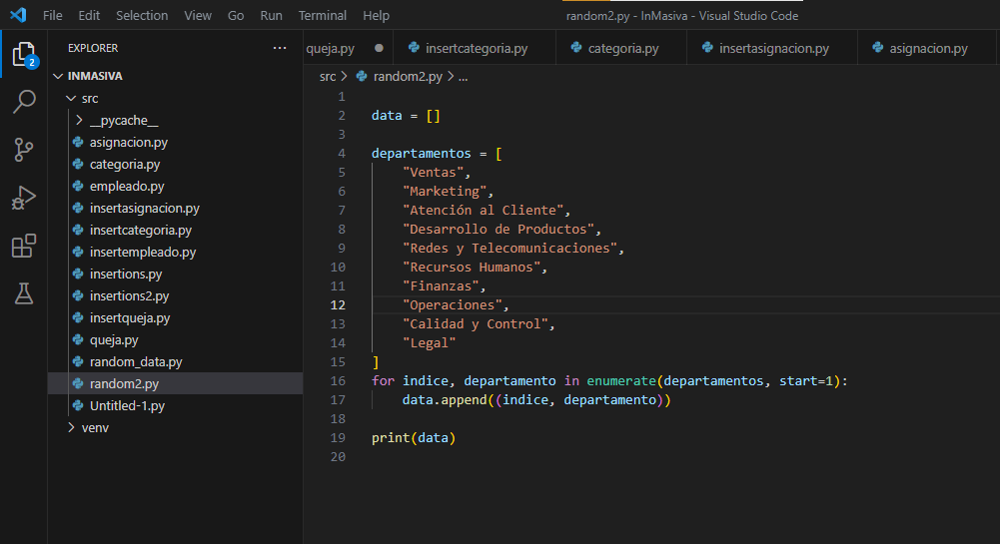 File Edit Selection View Go Run Terminal Help random2.py - InMasiva - Visual Studio Code
EXPLORER ...
queja.py insertcategoria.py categoria.py insertasignacion.py asignacion.py
2
INMASIVA
src > random2.py > ...
src
__pycache__
asignacion.py
categoria.py
empleado.py
insertasignacion.py
insertcategoria.py
insertempleado.py
insertions.py
insertions2.py
insertqueja.py
queja.py
random_data.py
random2.py
Untitled-1.py
venv
1
2 data = []
3
4 departamentos = [
5 "Ventas",
6 "Marketing",
7 "Atención al Cliente",
8 "Desarrollo de Productos",
9 "Redes y Telecomunicaciones",
10 "Recursos Humanos",
11 "Finanzas",
12 "Operaciones",
13 "Calidad y Control",
14 "Legal"
15 ]
16 for indice, departamento in enumerate(departamentos, start=1):
17 data.append((indice, departamento))
18
19 print(data)
20